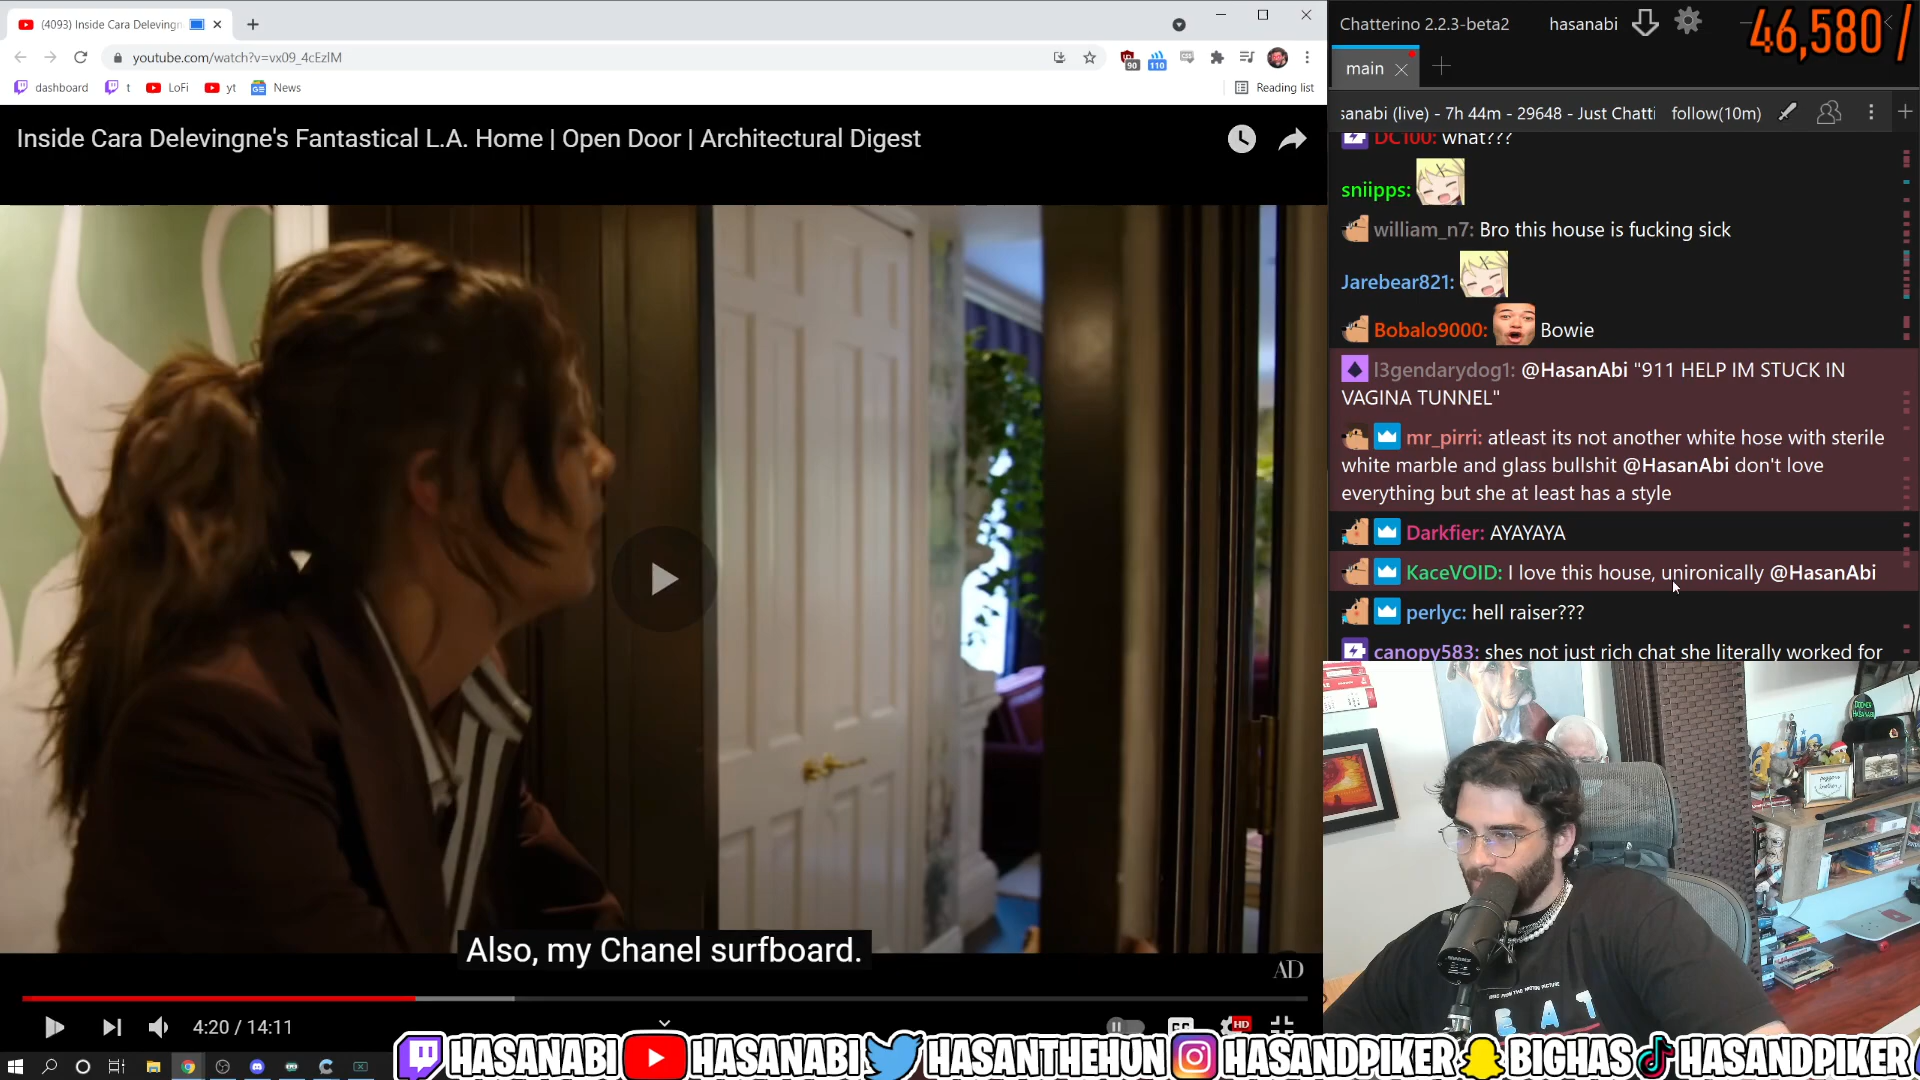 (4093) Inside Cara Delevingn
youtube.com/watch?v=vx09_4cEzlM
90
110
dashboard
t
LoFi
yt
News
Reading list
Inside Cara Delevingne's Fantastical L.A. Home | Open Door | Architectural Digest
Also, my Chanel surfboard.
AD
4:20 / 14:11
HD
Chatterino 2.2.3-beta2
hasanabi
46,580 /
main
sanabi (live) - 7h 44m - 29648 - Just Chatti
follow(10m)
DC100: what???
sniipps:
william_n7: Bro this house is fucking sick
Jarebear821:
Bobalo9000: Bowie
l3gendarydog1: @HasanAbi "911 HELP IM STUCK IN
VAGINA TUNNEL"
mr_pirri: atleast its not another white hose with sterile
white marble and glass bullshit @HasanAbi don't love
everything but she at least has a style
Darkfier: AYAYAYA
KaceVOID: I love this house, unironically @HasanAbi
perlyc: hell raiser???
canopy583: shes not just rich chat she literally worked for
EAT
HASANABI
HASANABI
HASANTHEHUN
HASANDPIKER
BIGHAS
HASANDPIKER